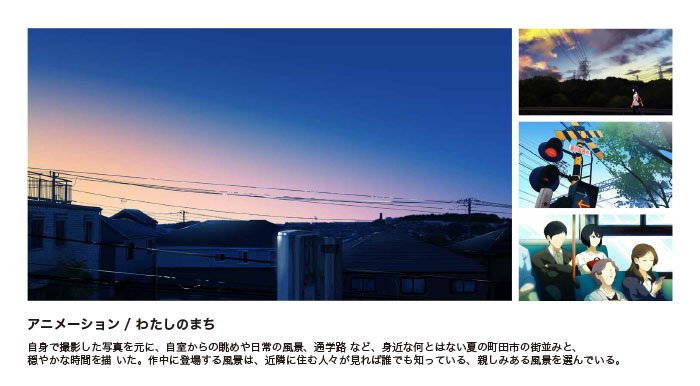 アニメーション / わたしのまち
自身で撮影した写真を元に、自室からの眺めや日常の風景、通学路 など、身近な何とはない夏の町田市の街並みと、
穏やかな時間を描 いた。作中に登場する風景は、近隣に住む人々が見れば誰でも知っている、親しみある風景を選んでいる。